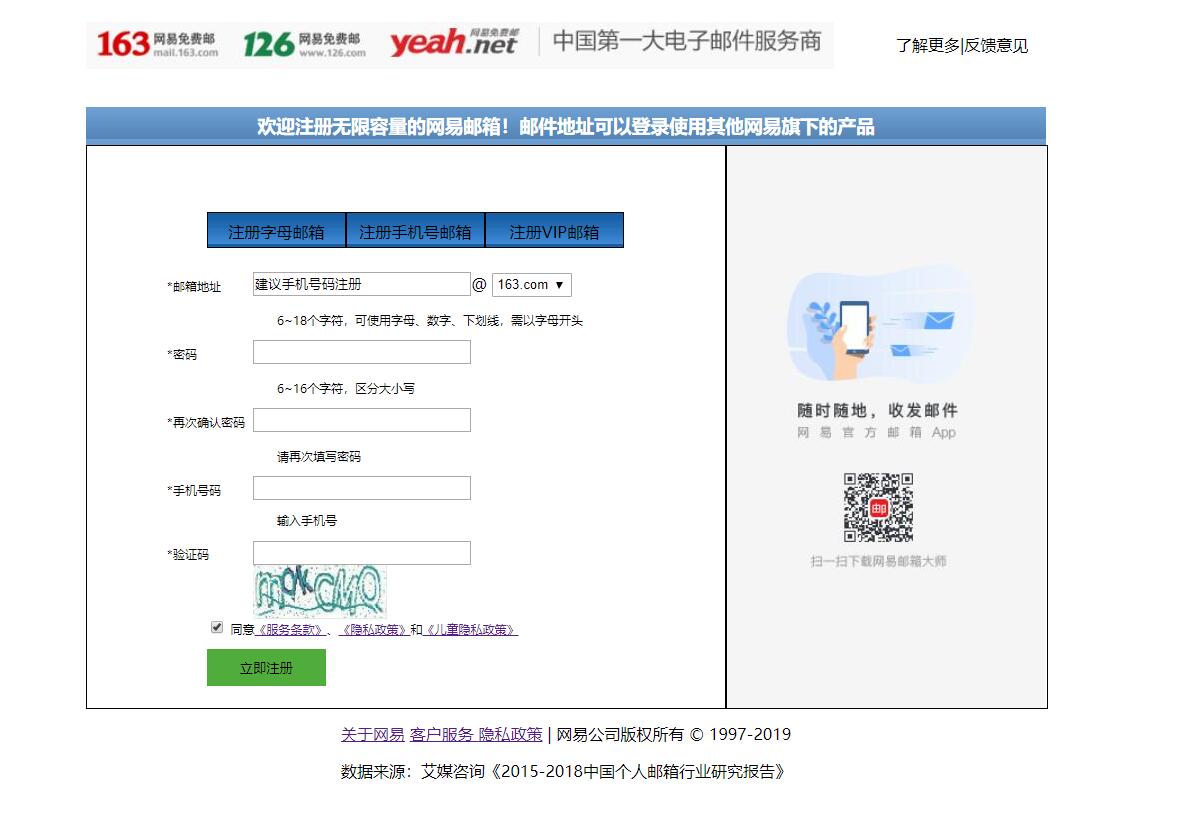 163 网易免费邮 mail.163.com 126 网易免费邮 www.126.com yeah.net 网易免费邮 中国第一大电子邮件服务商
了解更多|反馈意见
欢迎注册无限容量的网易邮箱！邮件地址可以登录使用其他网易旗下的产品
注册字母邮箱 注册手机号邮箱 注册VIP邮箱
*邮箱地址 建议手机号码注册 @ 163.com ▼
6~18个字符，可使用字母、数字、下划线，需以字母开头
*密码
6~16个字符，区分大小写
*再次确认密码
请再次填写密码
*手机号码
输入手机号
*验证码
同意《服务条款》、《隐私政策》和《儿童隐私政策》
立即注册
随时随地，收发邮件
网易官方邮箱 App
邮
扫一扫下载网易邮箱大师
关于网易 客户服务 隐私政策 | 网易公司版权所有 © 1997-2019
数据来源：艾媒咨询《2015-2018中国个人邮箱行业研究报告》